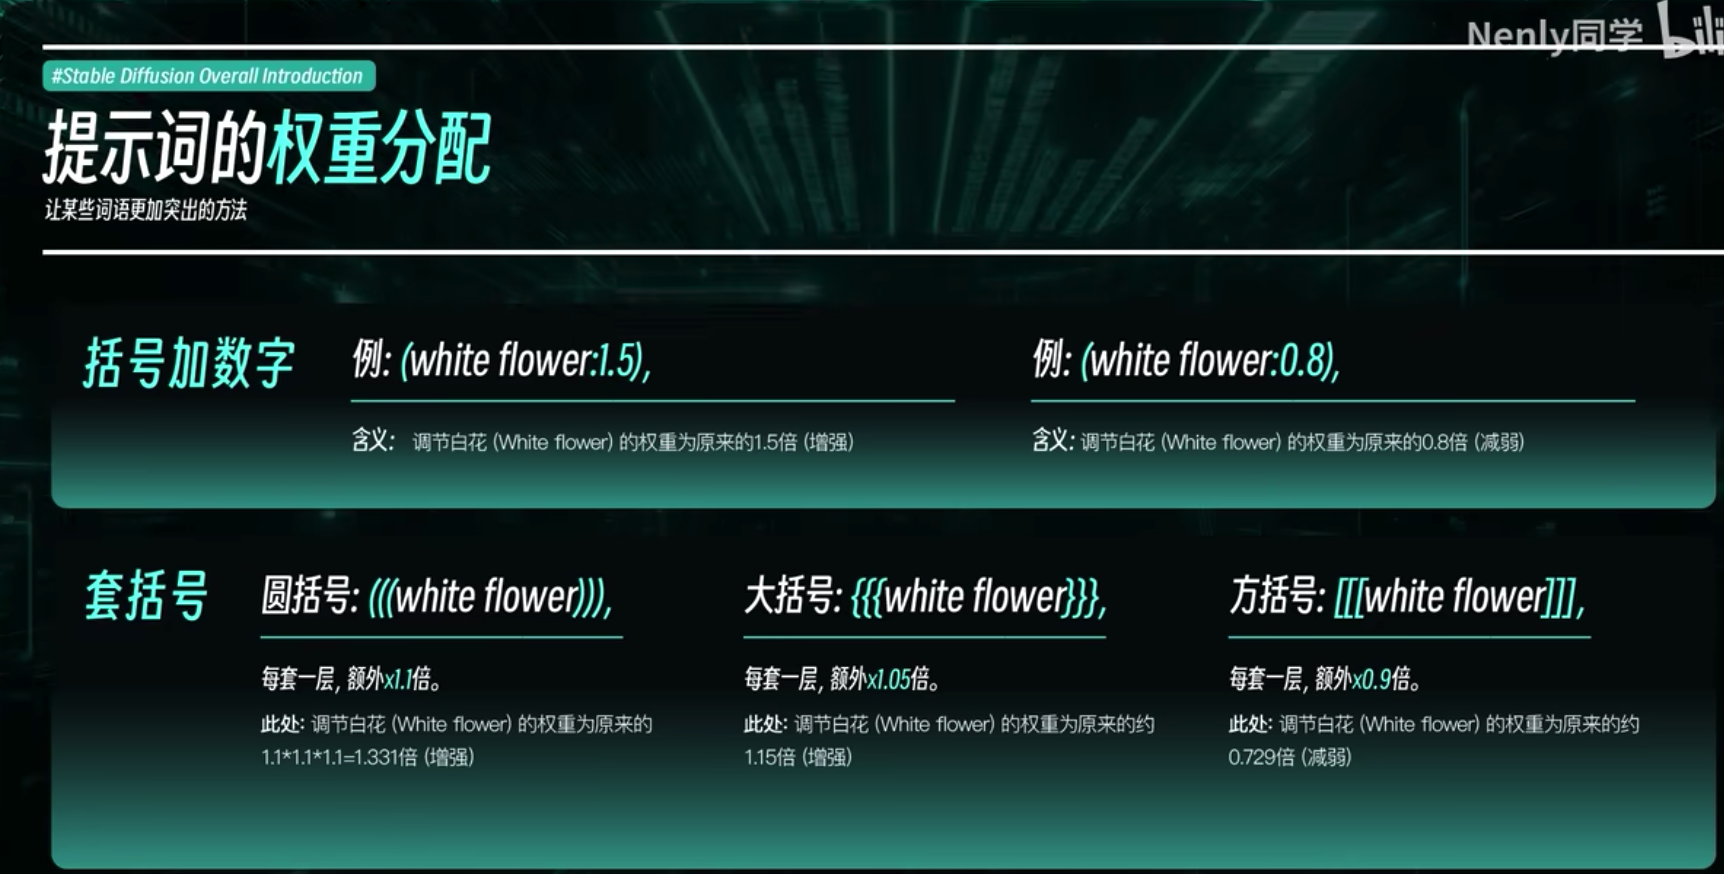 Nenly同学 bili
#Stable Diffusion Overall Introduction
提示词的权重分配
让某些词语更加突出的方法
括号加数字
例: (white flower:1.5),
含义: 调节白花 (White flower) 的权重为原来的1.5倍 (增强)
例: (white flower:0.8),
含义: 调节白花 (White flower) 的权重为原来的0.8倍 (减弱)
套括号
圆括号: (((white flower))),
每套一层, 额外x1.1倍。
此处: 调节白花 (White flower) 的权重为原来的
1.1*1.1*1.1=1.331倍 (增强)
大括号: {{{white flower}}},
每套一层, 额外x1.05倍。
此处: 调节白花 (White flower) 的权重为原来的约
1.15倍 (增强)
方括号: [[[white flower]]],
每套一层, 额外x0.9倍。
此处: 调节白花 (White flower) 的权重为原来的约
0.729倍 (减弱)